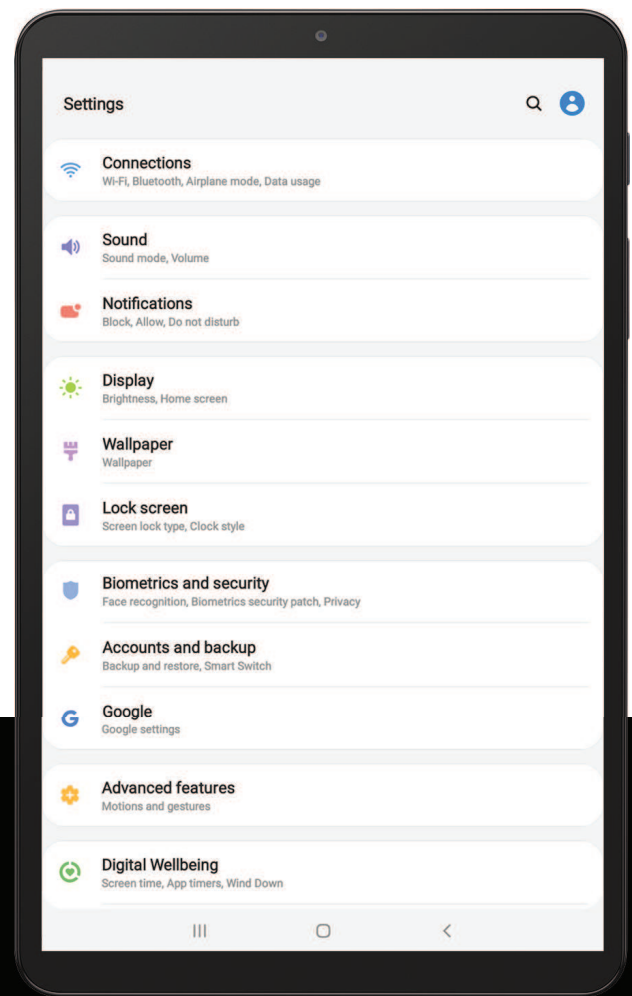 Settings
Connections
Wi-Fi, Bluetooth, Airplane mode, Data usage
Sound
Sound mode, Volume
Notifications
Block, Allow, Do not disturb
Display
Brightness, Home screen
Wallpaper
Wallpaper
Lock screen
Screen lock type, Clock style
Biometrics and security
Face recognition, Biometrics security patch, Privacy
Accounts and backup
Backup and restore, Smart Switch
Google
Google settings
Advanced features
Motions and gestures
Digital Wellbeing
Screen time, App timers, Wind Down